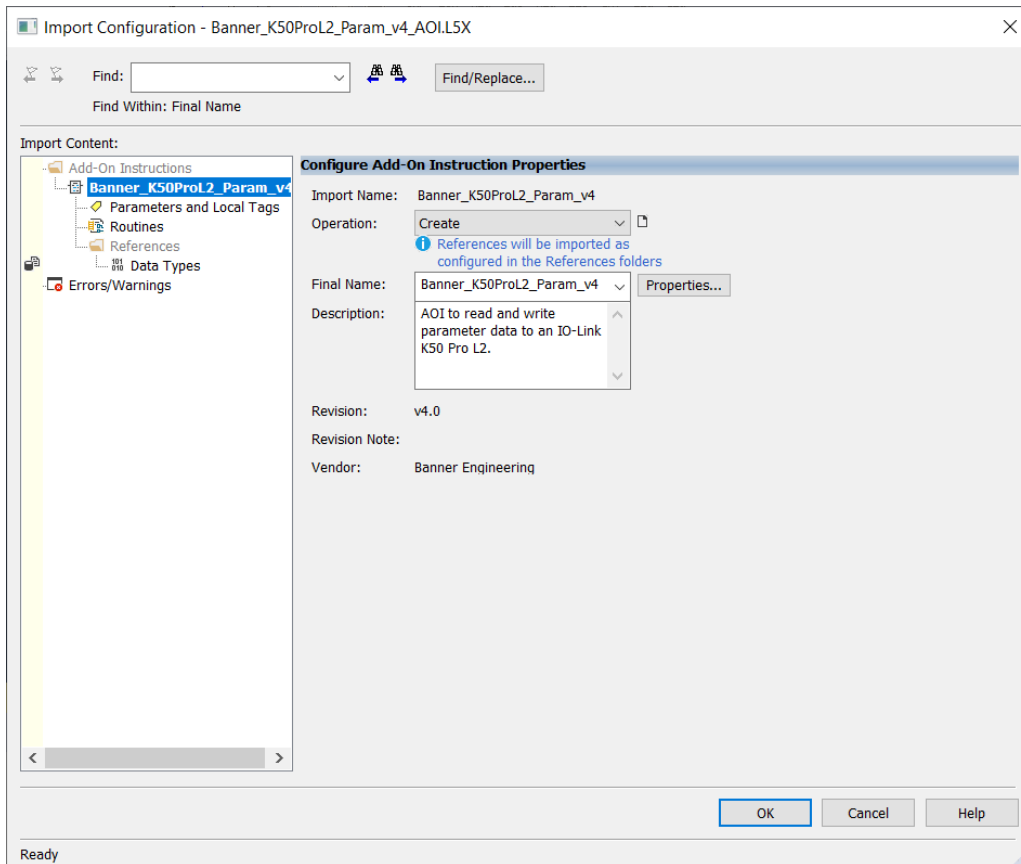 Import Configuration - Banner_K50ProL2_Param_v4_AOI.L5X
Find:
Find/Replace...
Find Within: Final Name
Import Content:
Add-On Instructions
Banner_K50ProL2_Param_v4
Parameters and Local Tags
Routines
References
Data Types
Errors/Warnings
Configure Add-On Instruction Properties
Import Name: Banner_K50ProL2_Param_v4
Operation: Create
References will be imported as
configured in the References folders
Final Name: Banner_K50ProL2_Param_v4 Properties...
Description: AOI to read and write
parameter data to an IO-Link
K50 Pro L2.
Revision: v4.0
Revision Note:
Vendor: Banner Engineering
OK Cancel Help
Ready